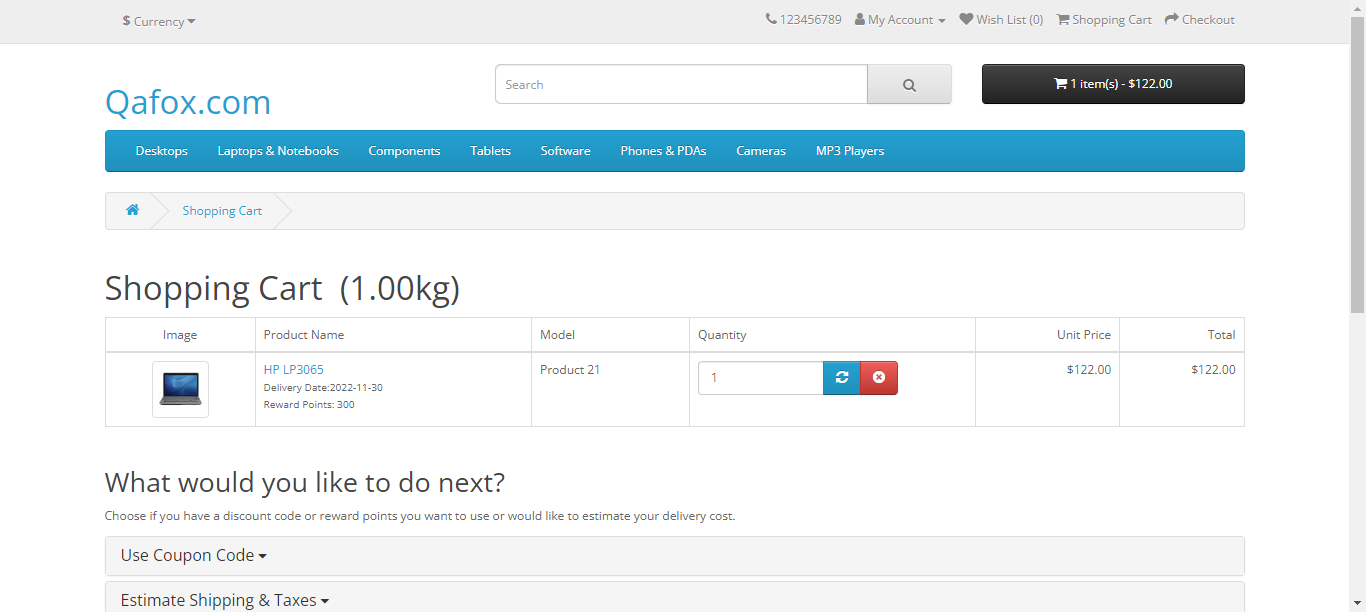 $ Currency
123456789 My Account Wish List (0) Shopping Cart Checkout
Qafox.com
Search
1 item(s) - $122.00
Desktops Laptops & Notebooks Components Tablets Software Phones & PDAs Cameras MP3 Players
Shopping Cart
Shopping Cart (1.00kg)
Image Product Name Model Quantity Unit Price Total
HP LP3065 Product 21 1 $122.00 $122.00
Delivery Date:2022-11-30
Reward Points: 300
What would you like to do next?
Choose if you have a discount code or reward points you want to use or would like to estimate your delivery cost.
Use Coupon Code
Estimate Shipping & Taxes